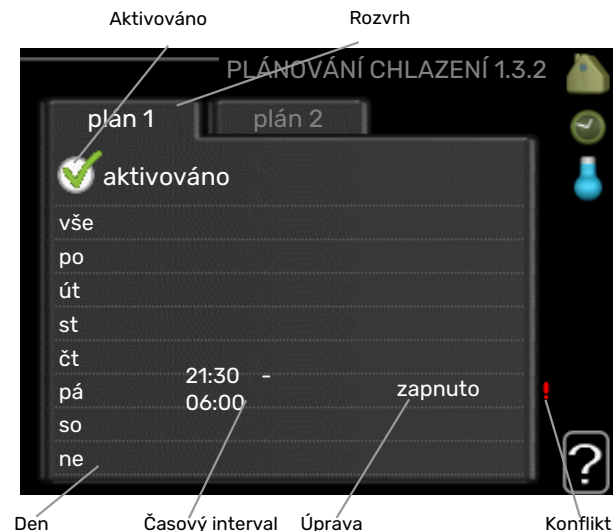 Aktivováno Rozvrh
PLÁNOVÁNÍ CHLAZENÍ 1.3.2
plán 1 plán 2
aktivováno
vše
po
út
st
čt
21:30 -
pá zapnuto !
06:00
so
ne
?
Den Časový interval Úprava Konflikt